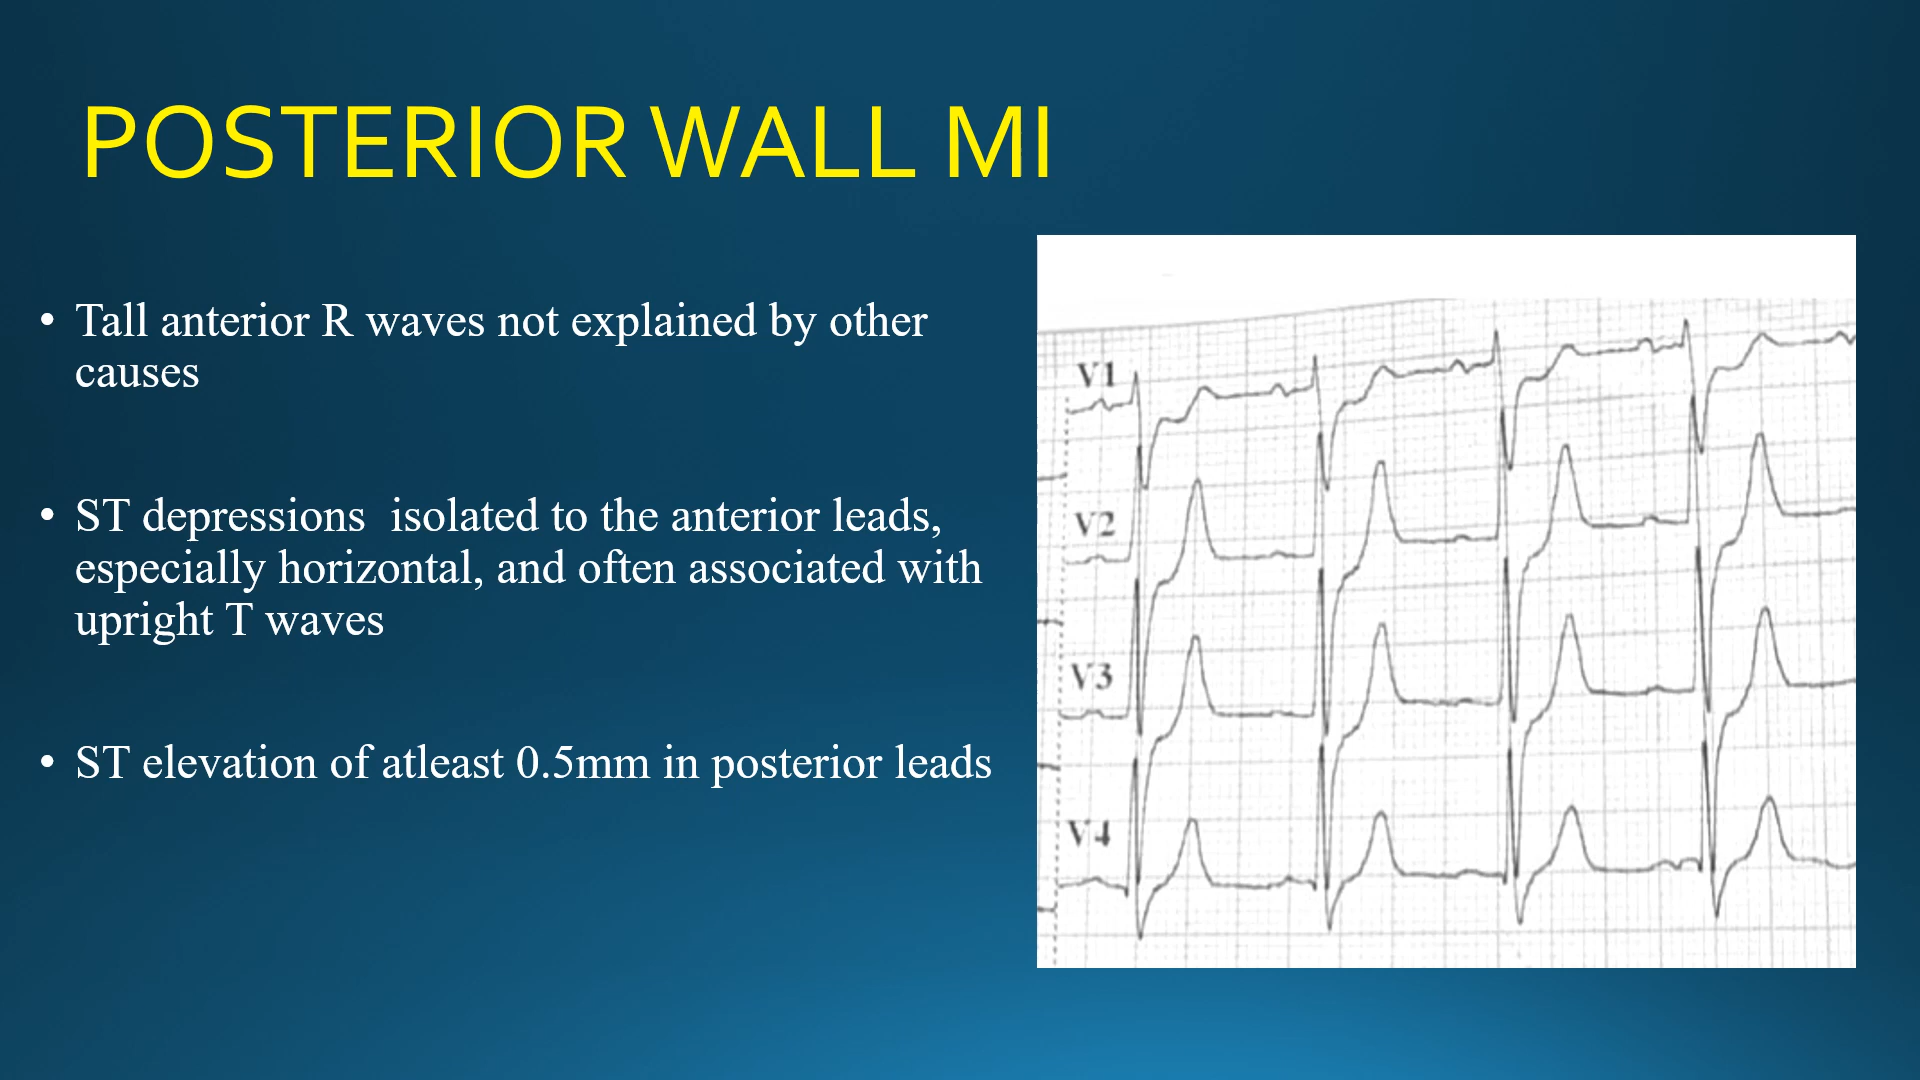 POSTERIOR WALL MI
• Tall anterior R waves not explained by other
causes
• ST depressions  isolated to the anterior leads,
especially horizontal, and often associated with
upright T waves
• ST elevation of atleast 0.5mm in posterior leads
V1
V2
V3
V4